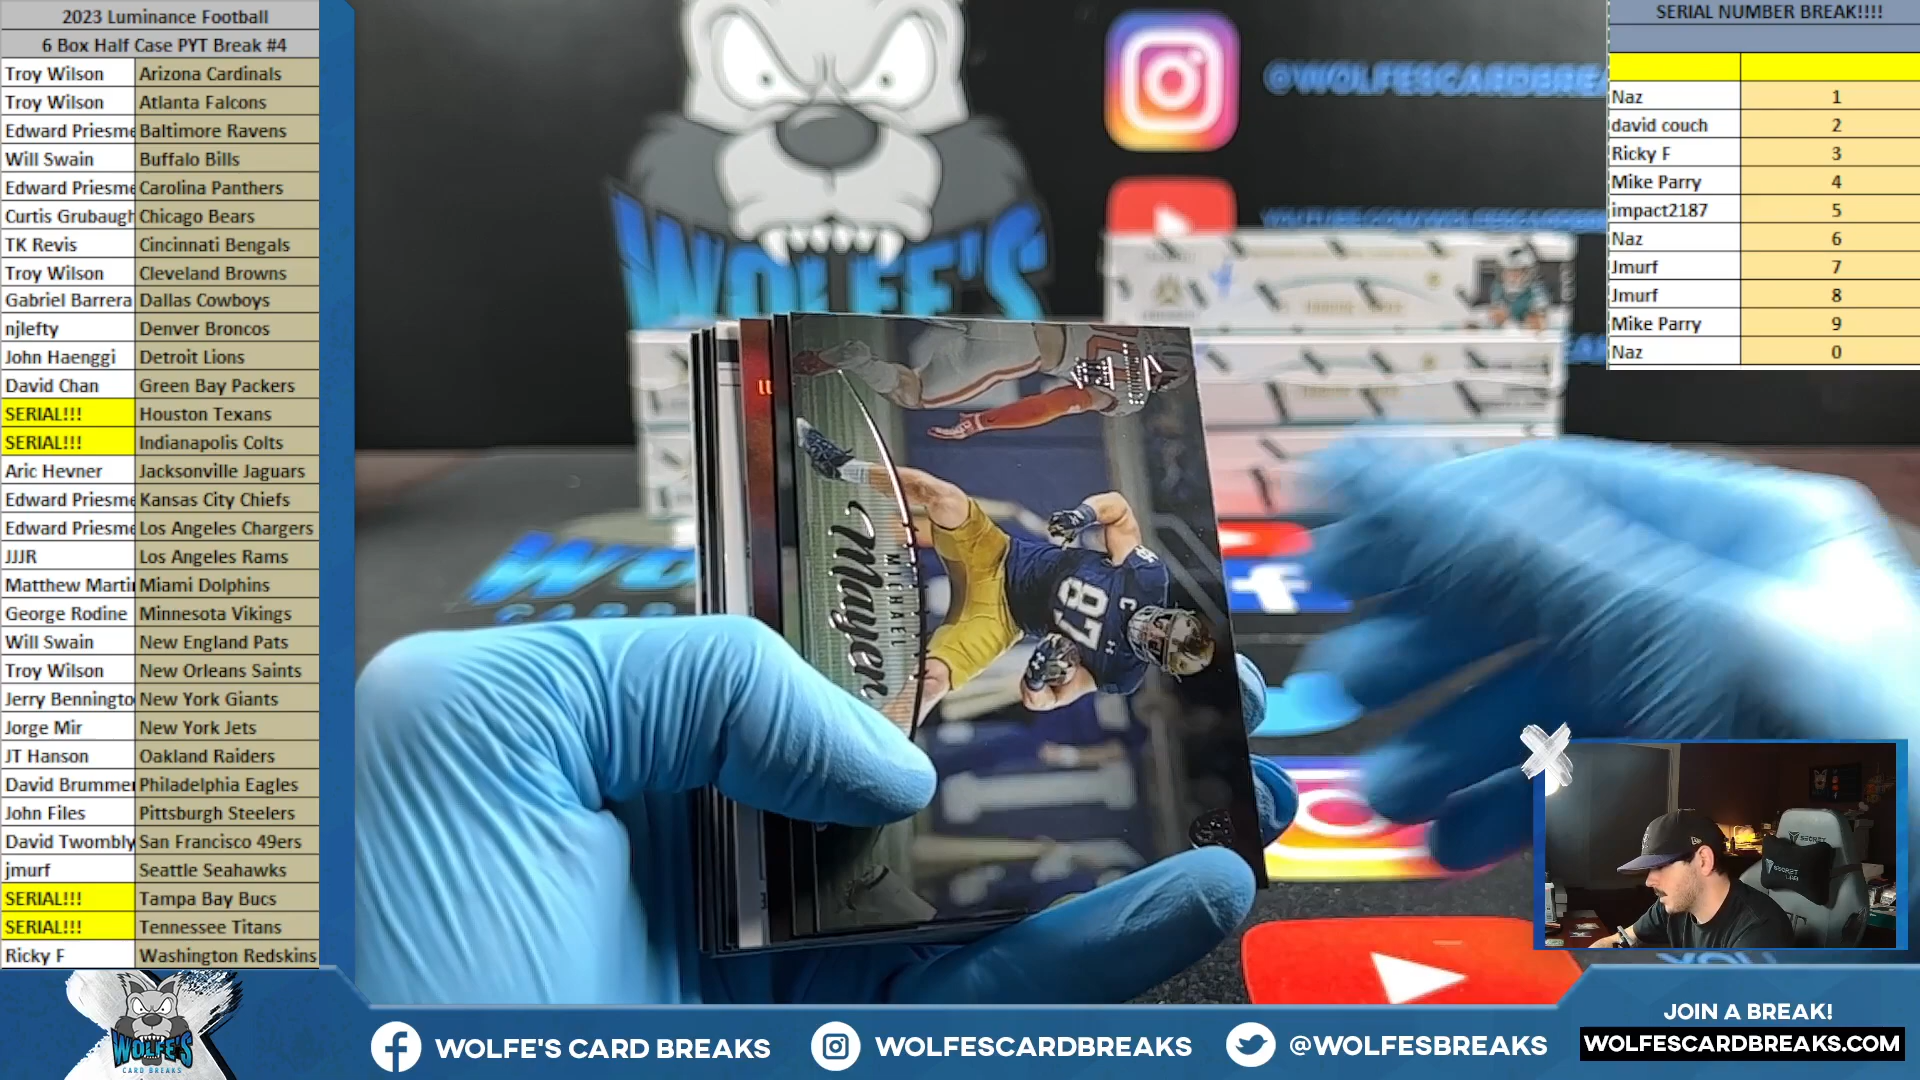 2023 Luminance Football
6 Box Half Case PYT Break #4
Troy Wilson Arizona Cardinals
Troy Wilson Atlanta Falcons
Edward Priesme Baltimore Ravens
Will Swain Buffalo Bills
Edward Priesme Carolina Panthers
Curtis Grubaugh Chicago Bears
TK Revis Cincinnati Bengals
Troy Wilson Cleveland Browns
Gabriel Barrera Dallas Cowboys
njlefty Denver Broncos
John Haenggi Detroit Lions
David Chan Green Bay Packers
SERIAL!!! Houston Texans
SERIAL!!! Indianapolis Colts
Aric Hevner Jacksonville Jaguars
Edward Priesme Kansas City Chiefs
Edward Priesme Los Angeles Chargers
JJJR Los Angeles Rams
Matthew Martin Miami Dolphins
George Rodine Minnesota Vikings
Will Swain New England Pats
Troy Wilson New Orleans Saints
Jerry Benningto New York Giants
Jorge Mir New York Jets
JT Hanson Oakland Raiders
David Brummer Philadelphia Eagles
John Files Pittsburgh Steelers
David Twombly San Francisco 49ers
jmurf Seattle Seahawks
SERIAL!!! Tampa Bay Bucs
SERIAL!!! Tennessee Titans
Ricky F Washington Redskins
@WOLFESCARDBREA
WOLFE'S
MICHAEL
Mayer
87
C
SERIAL NUMBER BREAK!!!!
Naz 1
david couch 2
Ricky F 3
Mike Parry 4
impact2187 5
Naz 6
Jmurf 7
Jmurf 8
Mike Parry 9
Naz 0
SECRET
SECRET
WOLFE'S
CARD BREAKS
WOLFE'S CARD BREAKS
WOLFESCARDBREAKS
@WOLFESBREAKS
JOIN A BREAK!
WOLFESCARDBREAKS.COM